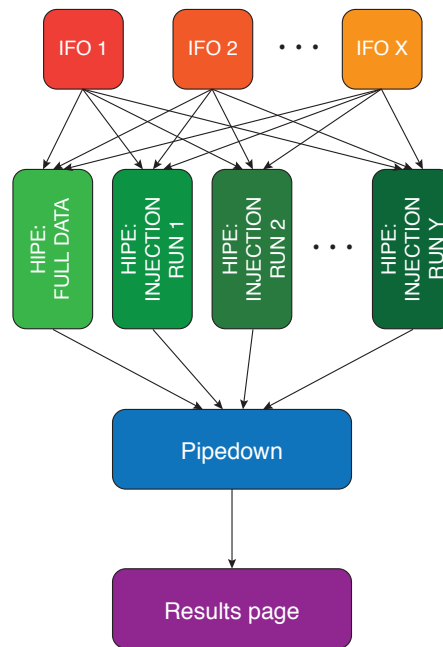 IFO 1
IFO 2
...
IFO X
HIPE:
FULL DATA
HIPE:
INJECTION
RUN 1
HIPE:
INJECTION
RUN 2
...
HIPE:
INJECTION
RUN Y
Pipedown
Results page